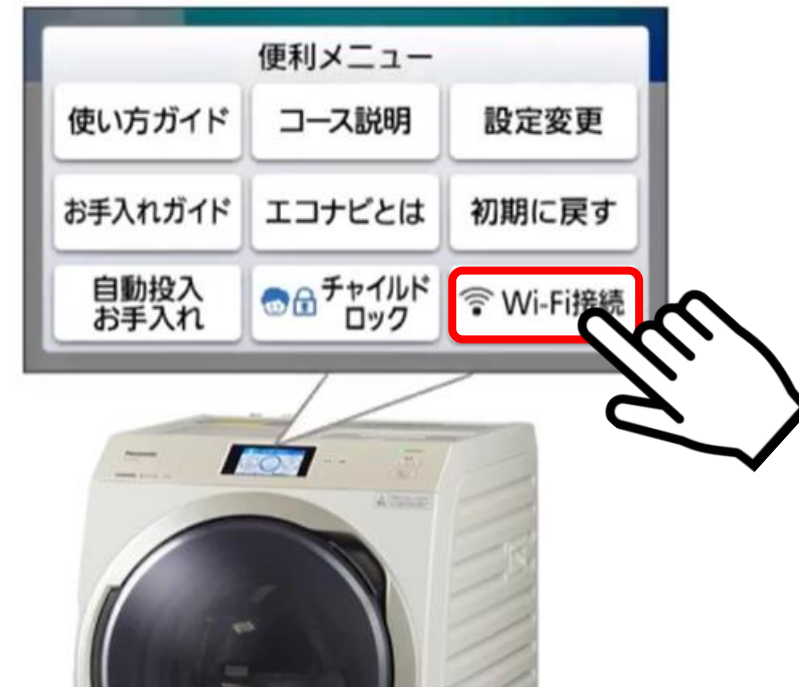 便利メニュー
使い方ガイド
コース説明
設定変更
お手入れガイド
エコナビとは
初期に戻す
自動投入
お手入れ
チャイルド
ロック
Wi-Fi接続
Panasonic